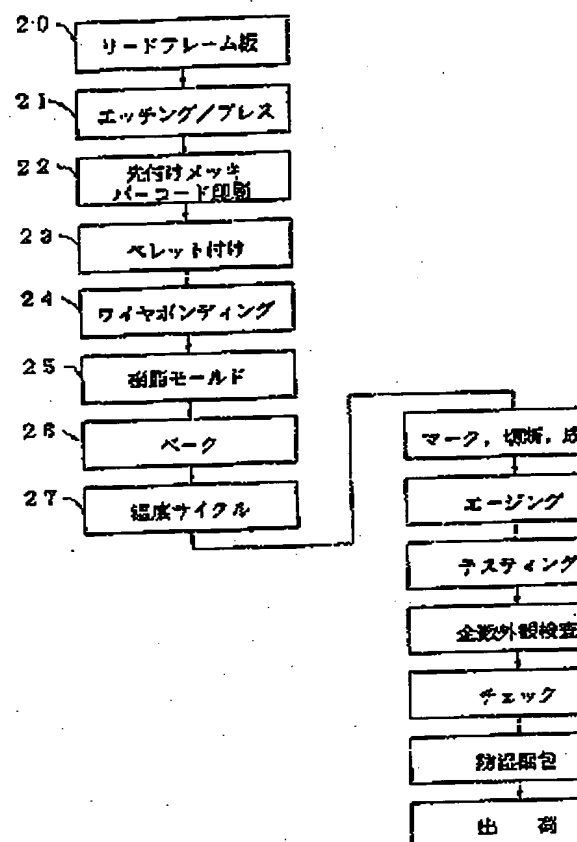 20
リードフレーム板
21
エッチング/プレス
22
先付けメッキ
バーコード印刷
23
ペレット付け
24
ワイヤボンディング
25
樹脂モールド
26
ベーク
27
温度サイクル
マーク, 切断, 成
エージング
テスティング
全数外観検査
チェック
防湿梱包
出 荷